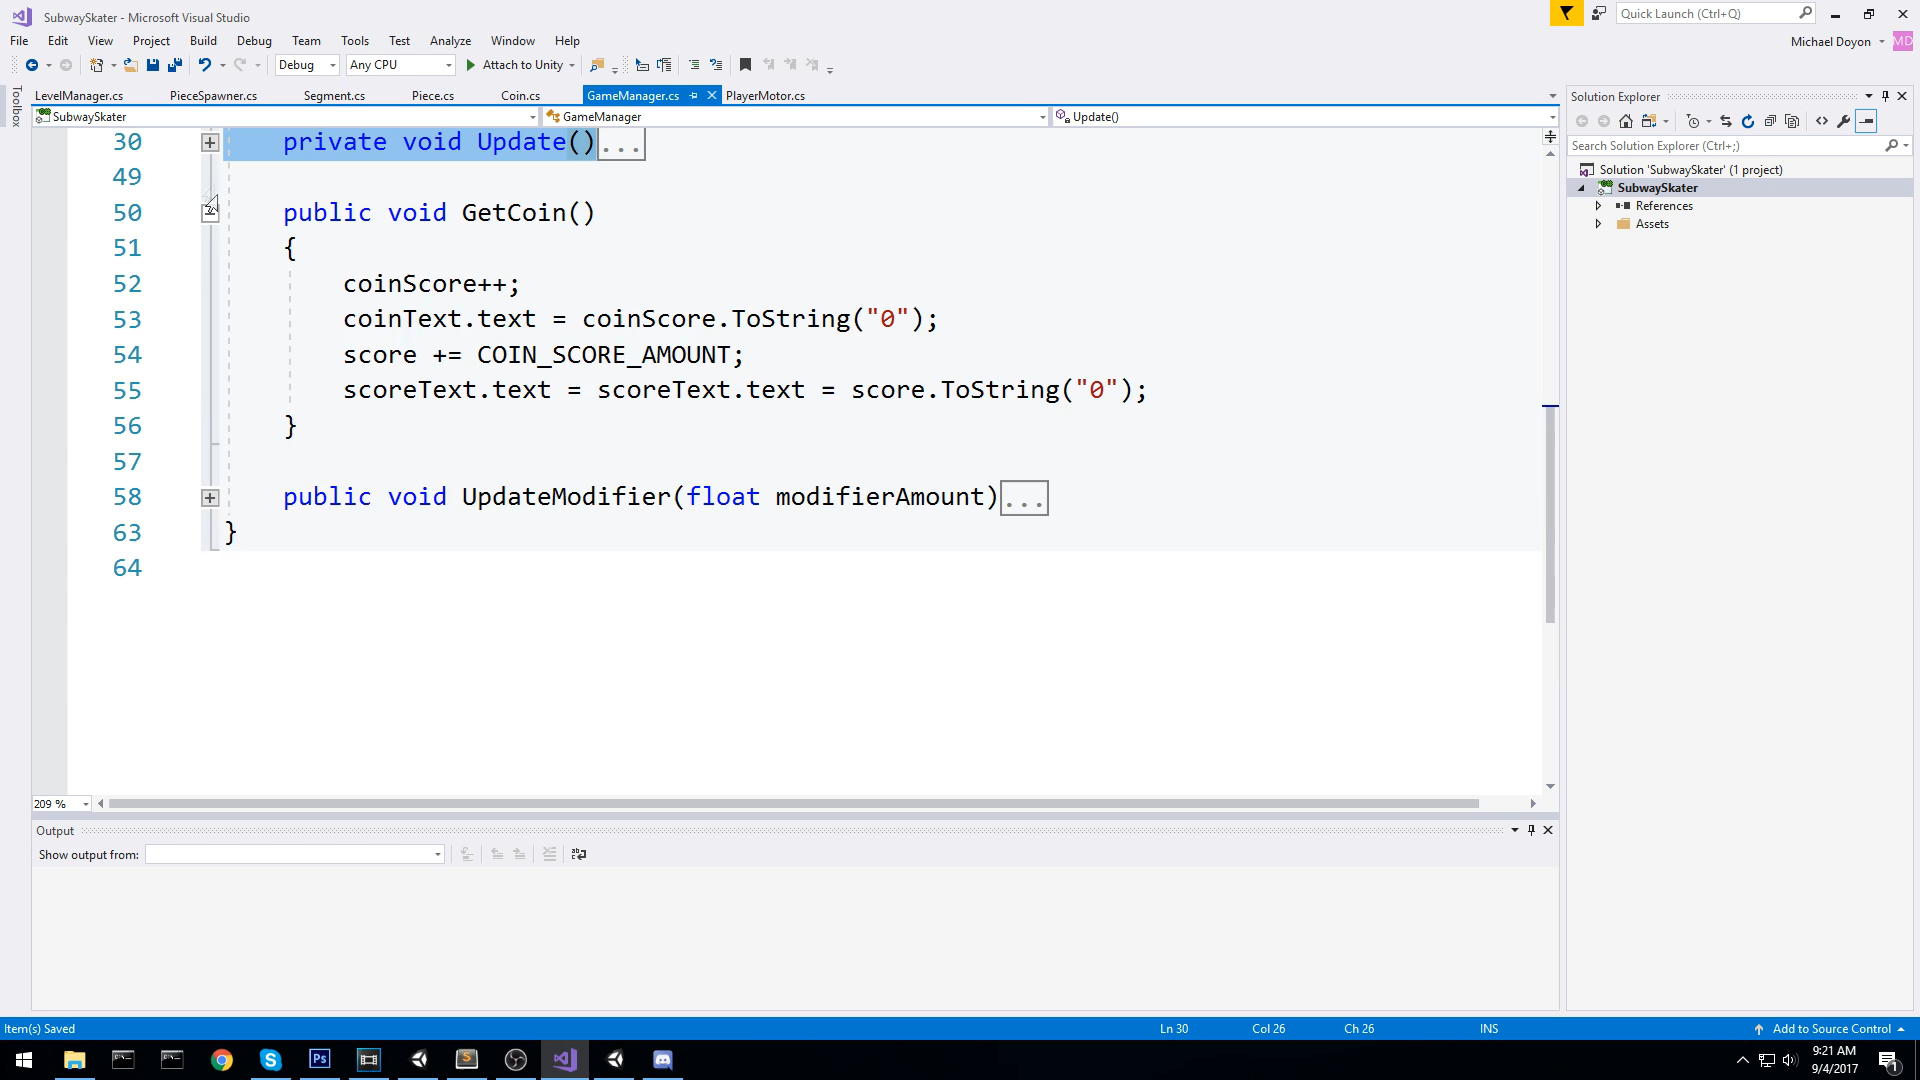 SubwaySkater - Microsoft Visual Studio
Quick Launch (Ctrl+Q)
File Edit View Project Build Debug Team Tools Test Analyze Window Help
Michael Doyon MD
Debug Any CPU Attach to Unity
Toolbox
LevelManager.cs PieceSpawner.cs Segment.cs Piece.cs Coin.cs GameManager.cs PlayerMotor.cs
SubwaySkater GameManager Update()
30 private void Update()...
49
50 public void GetCoin()
51 {
52 coinScore++;
53 coinText.text = coinScore.ToString("0");
54 score += COIN_SCORE_AMOUNT;
55 scoreText.text = scoreText.text = score.ToString("0");
56 }
57
58 public void UpdateModifier(float modifierAmount)...
63 }
64
209 %
Output
Show output from:
Solution Explorer
Search Solution Explorer (Ctrl+;)
Solution 'SubwaySkater' (1 project)
SubwaySkater
References
Assets
Item(s) Saved Ln 30 Col 26 Ch 26 INS Add to Source Control
Ps
9:21 AM
9/4/2017
1